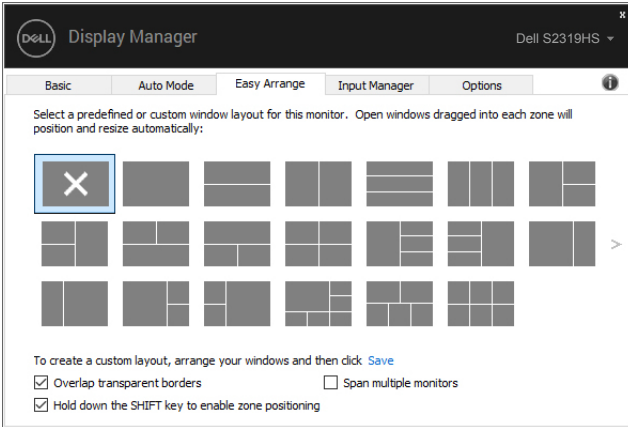 x
DELL Display Manager Dell S2319HS
Basic Auto Mode Easy Arrange Input Manager Options i
Select a predefined or custom window layout for this monitor. Open windows dragged into each zone will
position and resize automatically:
>
To create a custom layout, arrange your windows and then click Save
Overlap transparent borders Span multiple monitors
Hold down the SHIFT key to enable zone positioning